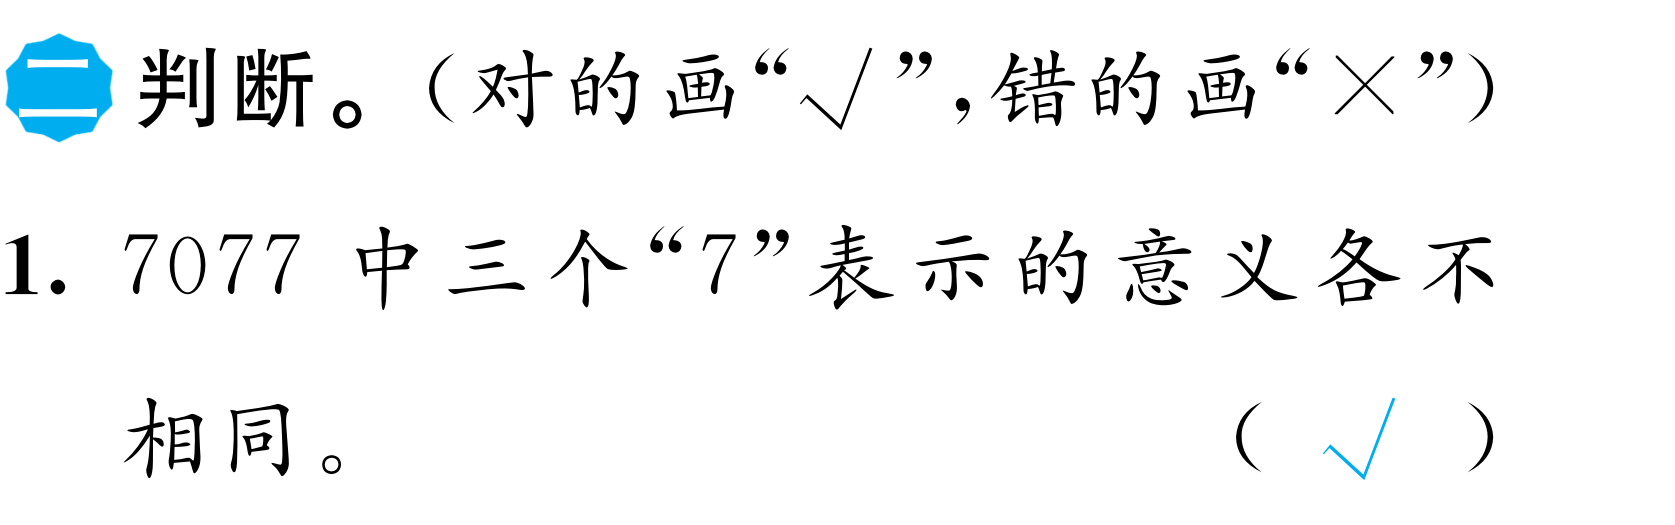 二 判断。(对的画“√”,错的画“×”)
1. 7077 中三个“7”表示的意义各不
相同。 ( √ )